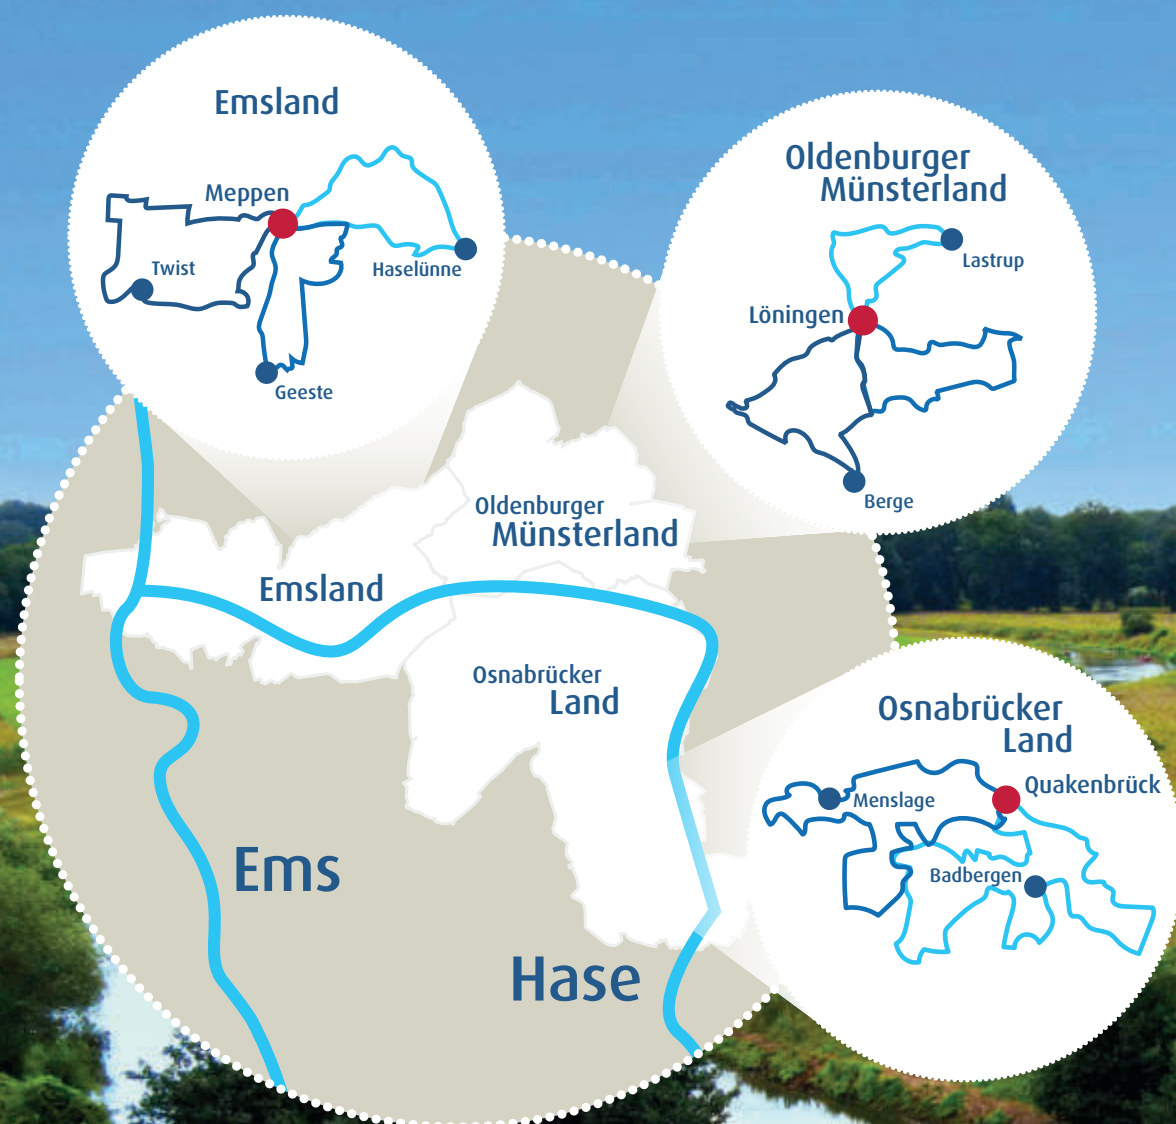 Emsland
Meppen
Twist
Haselünne
Geeste
Oldenburger
Münsterland
Lastrup
Löningen
Berge
Oldenburger
Münsterland
Emsland
Osnabrücker
Land
Ems
Hase
Osnabrücker
Land
Quakenbrück
Menslage
Badbergen